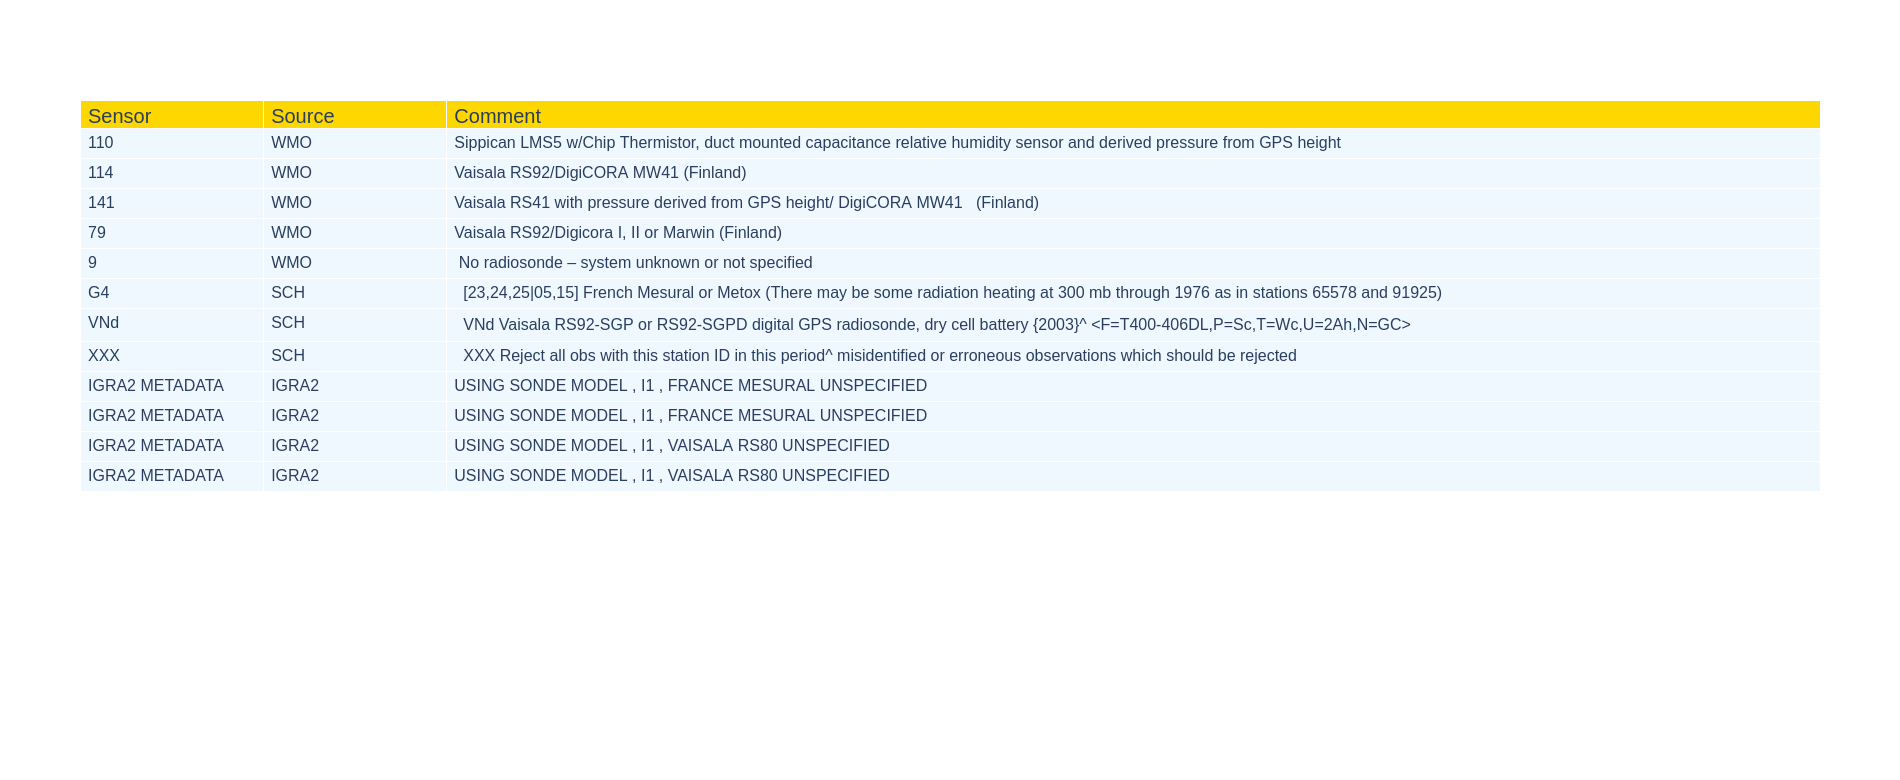 Sensor Source Comment
110 WMO Sippican LMS5 w/Chip Thermistor, duct mounted capacitance relative humidity sensor and derived pressure from GPS height
114 WMO Vaisala RS92/DigiCORA MW41 (Finland)
141 WMO Vaisala RS41 with pressure derived from GPS height/ DigiCORA MW41 (Finland)
79 WMO Vaisala RS92/Digicora I, II or Marwin (Finland)
9 WMO No radiosonde – system unknown or not specified
G4 SCH [23,24,25|05,15] French Mesural or Metox (There may be some radiation heating at 300 mb through 1976 as in stations 65578 and 91925)
VNd SCH VNd Vaisala RS92-SGP or RS92-SGPD digital GPS radiosonde, dry cell battery {2003}^ <F=T400-406DL,P=Sc,T=Wc,U=2Ah,N=GC>
XXX SCH XXX Reject all obs with this station ID in this period^ misidentified or erroneous observations which should be rejected
IGRA2 METADATA IGRA2 USING SONDE MODEL , I1 , FRANCE MESURAL UNSPECIFIED
IGRA2 METADATA IGRA2 USING SONDE MODEL , I1 , FRANCE MESURAL UNSPECIFIED
IGRA2 METADATA IGRA2 USING SONDE MODEL , I1 , VAISALA RS80 UNSPECIFIED
IGRA2 METADATA IGRA2 USING SONDE MODEL , I1 , VAISALA RS80 UNSPECIFIED